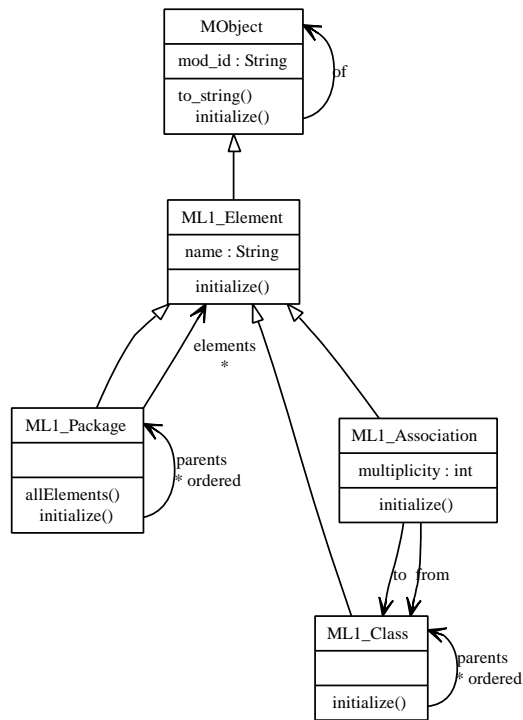 MObject
mod_id : String
of
to_string()
initialize()
ML1_Element
name : String
initialize()
elements
*
ML1_Package
parents
* ordered
allElements()
initialize()
ML1_Association
multiplicity : int
initialize()
to from
ML1_Class
parents
* ordered
initialize()